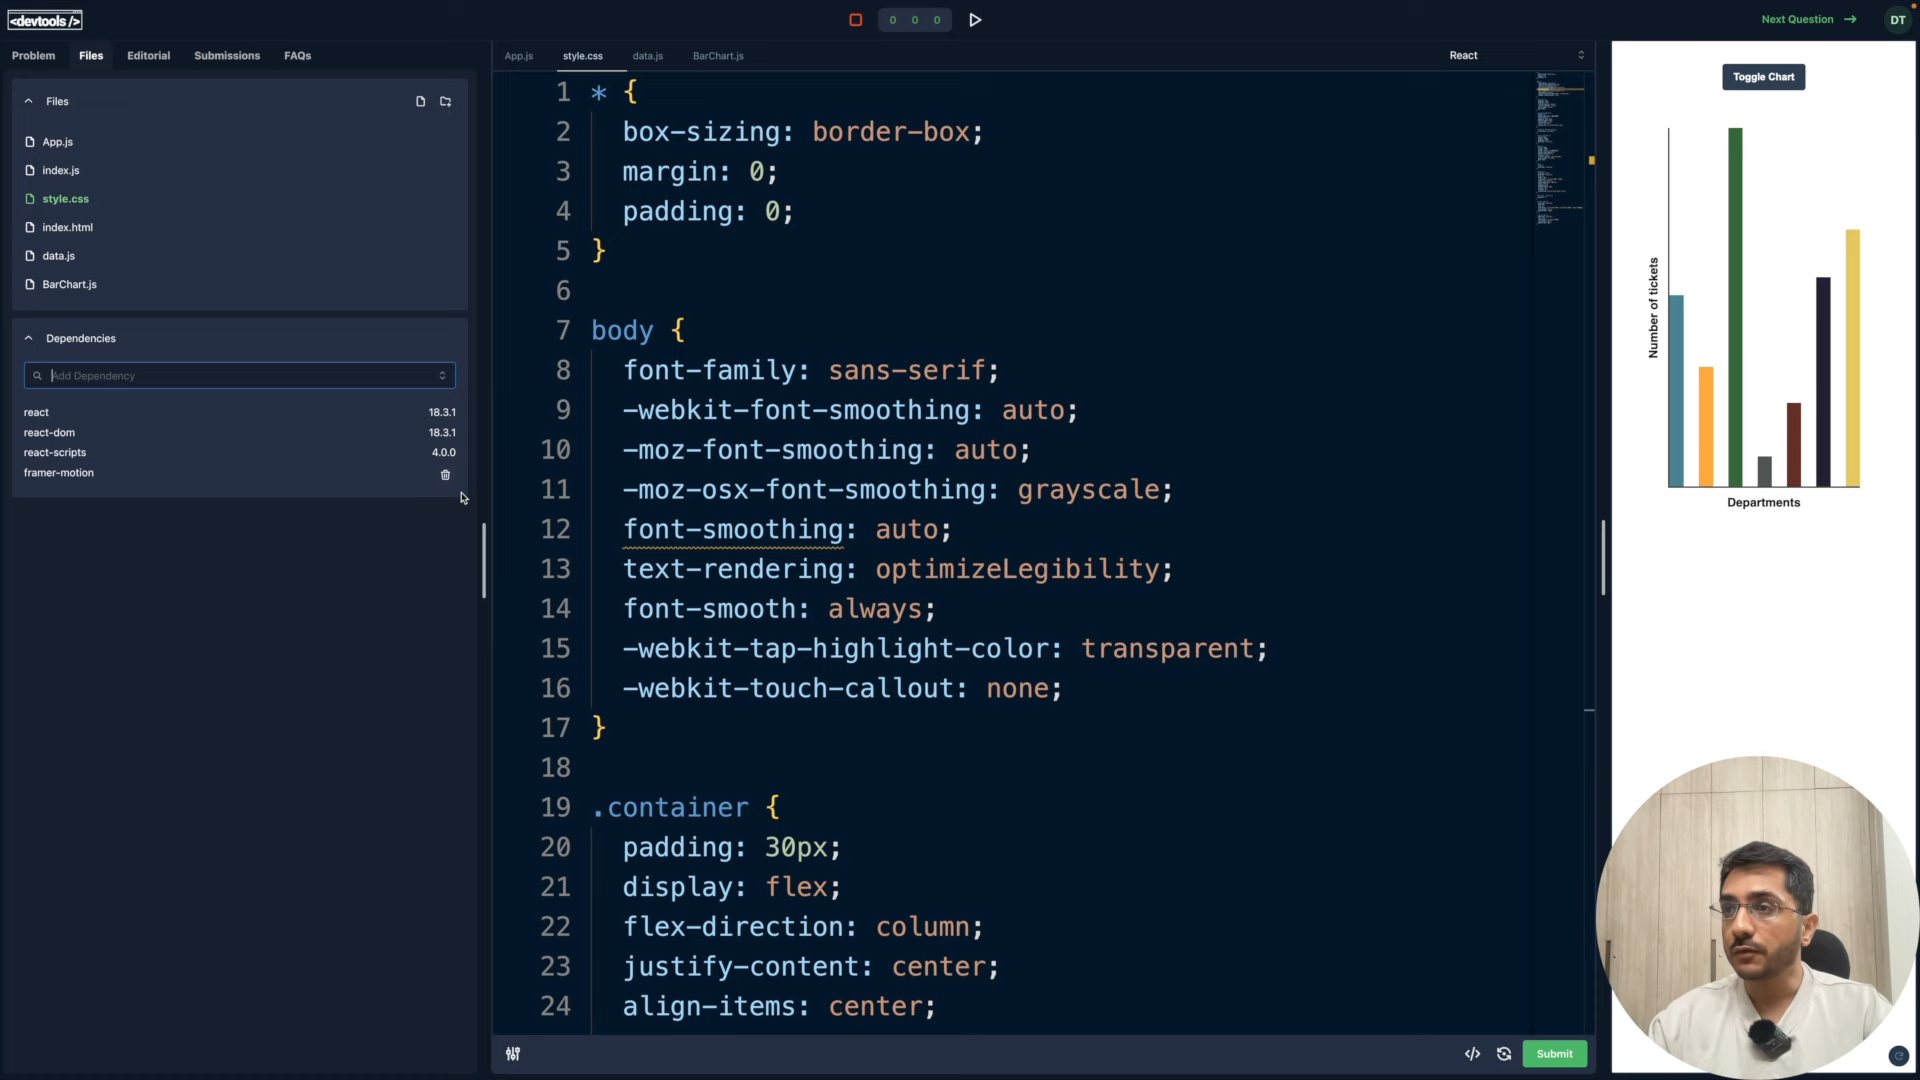 <devtools />
0 0 0
Next Question
DT
Problem
Files
Editorial
Submissions
FAQs
Files
App.js
index.js
style.css
index.html
data.js
BarChart.js
Dependencies
Add Dependency
react 18.3.1
react-dom 18.3.1
react-scripts 4.0.0
framer-motion
App.js
style.css
data.js
BarChart.js
React
1 * {
2 box-sizing: border-box;
3 margin: 0;
4 padding: 0;
5 }
6
7 body {
8 font-family: sans-serif;
9 -webkit-font-smoothing: auto;
10 -moz-font-smoothing: auto;
11 -moz-osx-font-smoothing: grayscale;
12 font-smoothing: auto;
13 text-rendering: optimizeLegibility;
14 font-smooth: always;
15 -webkit-tap-highlight-color: transparent;
16 -webkit-touch-callout: none;
17 }
18
19 .container {
20 padding: 30px;
21 display: flex;
22 flex-direction: column;
23 justify-content: center;
24 align-items: center;
</> Submit
Toggle Chart
Number of tickets
Departments